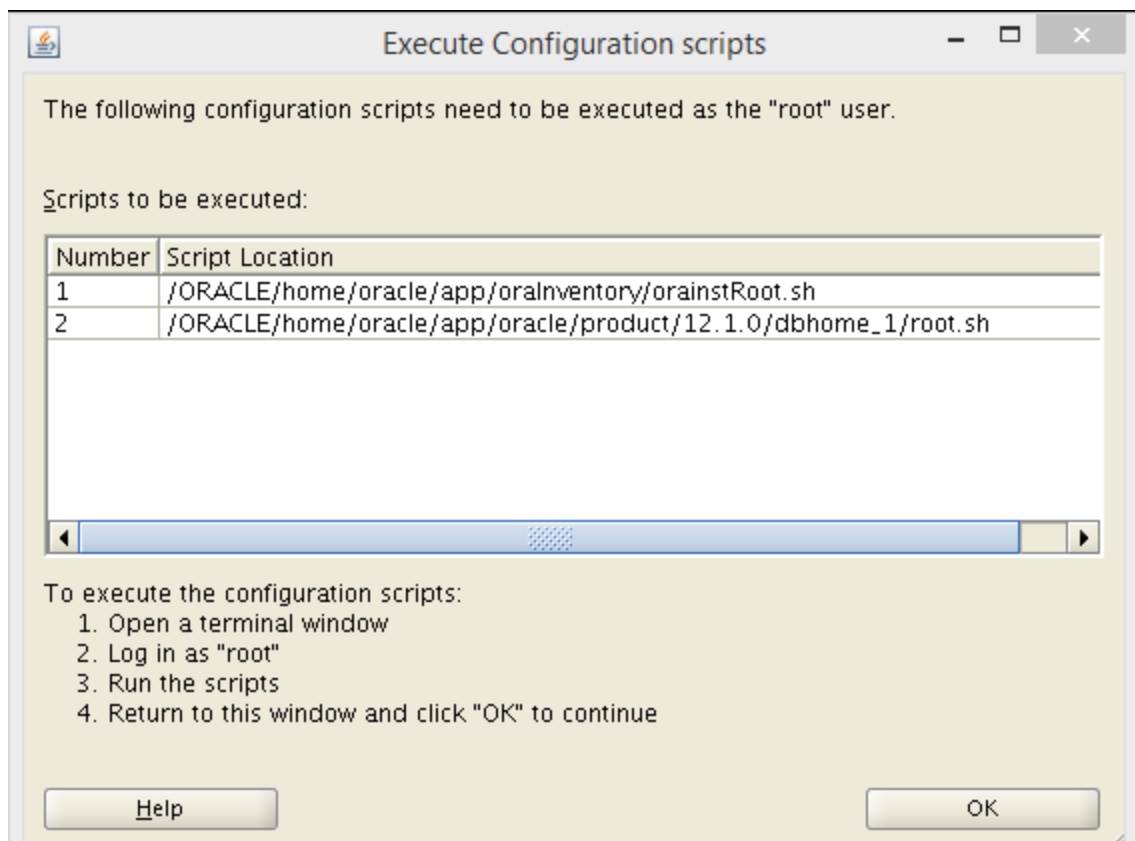 Execute Configuration scripts
The following configuration scripts need to be executed as the "root" user.
Scripts to be executed:
Number Script Location
1 /ORACLE/home/oracle/app/oraInventory/orainstRoot.sh
2 /ORACLE/home/oracle/app/oracle/product/12.1.0/dbhome_1/root.sh
To execute the configuration scripts:
1. Open a terminal window
2. Log in as "root"
3. Run the scripts
4. Return to this window and click "OK" to continue
Help OK